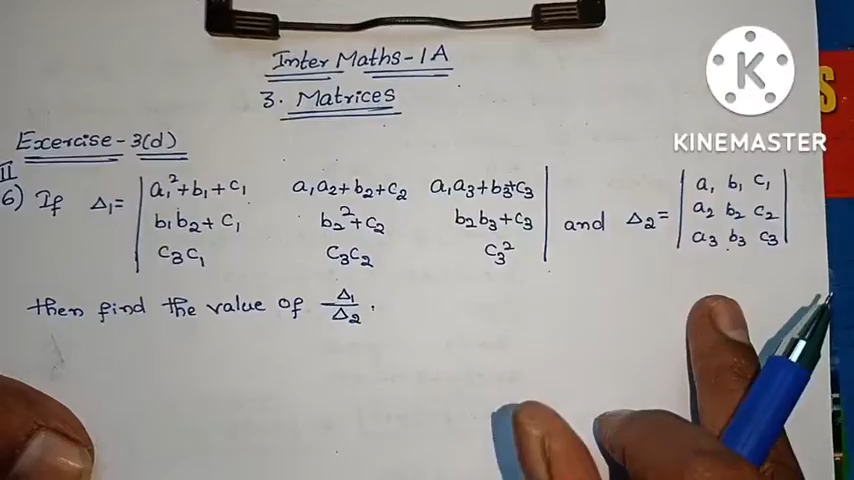 Inter Maths-IA
3. Matrices
K
KINEMASTER
Exercise-3(d)
II
6) If Δ₁= | a₁²+b₁+c₁ a₁a₂+b₂+c₂ a₁a₃+b₃+c₃ | and Δ₂= | a₁ b₁ c₁ |
| b₁b₂+c₁ b₂²+c₂ b₂b₃+c₃ | | a₂ b₂ c₂ |
| c₃c₁ c₃c₂ c₃² | | a₃ b₃ c₃ |
then find the value of Δ₁/Δ₂.